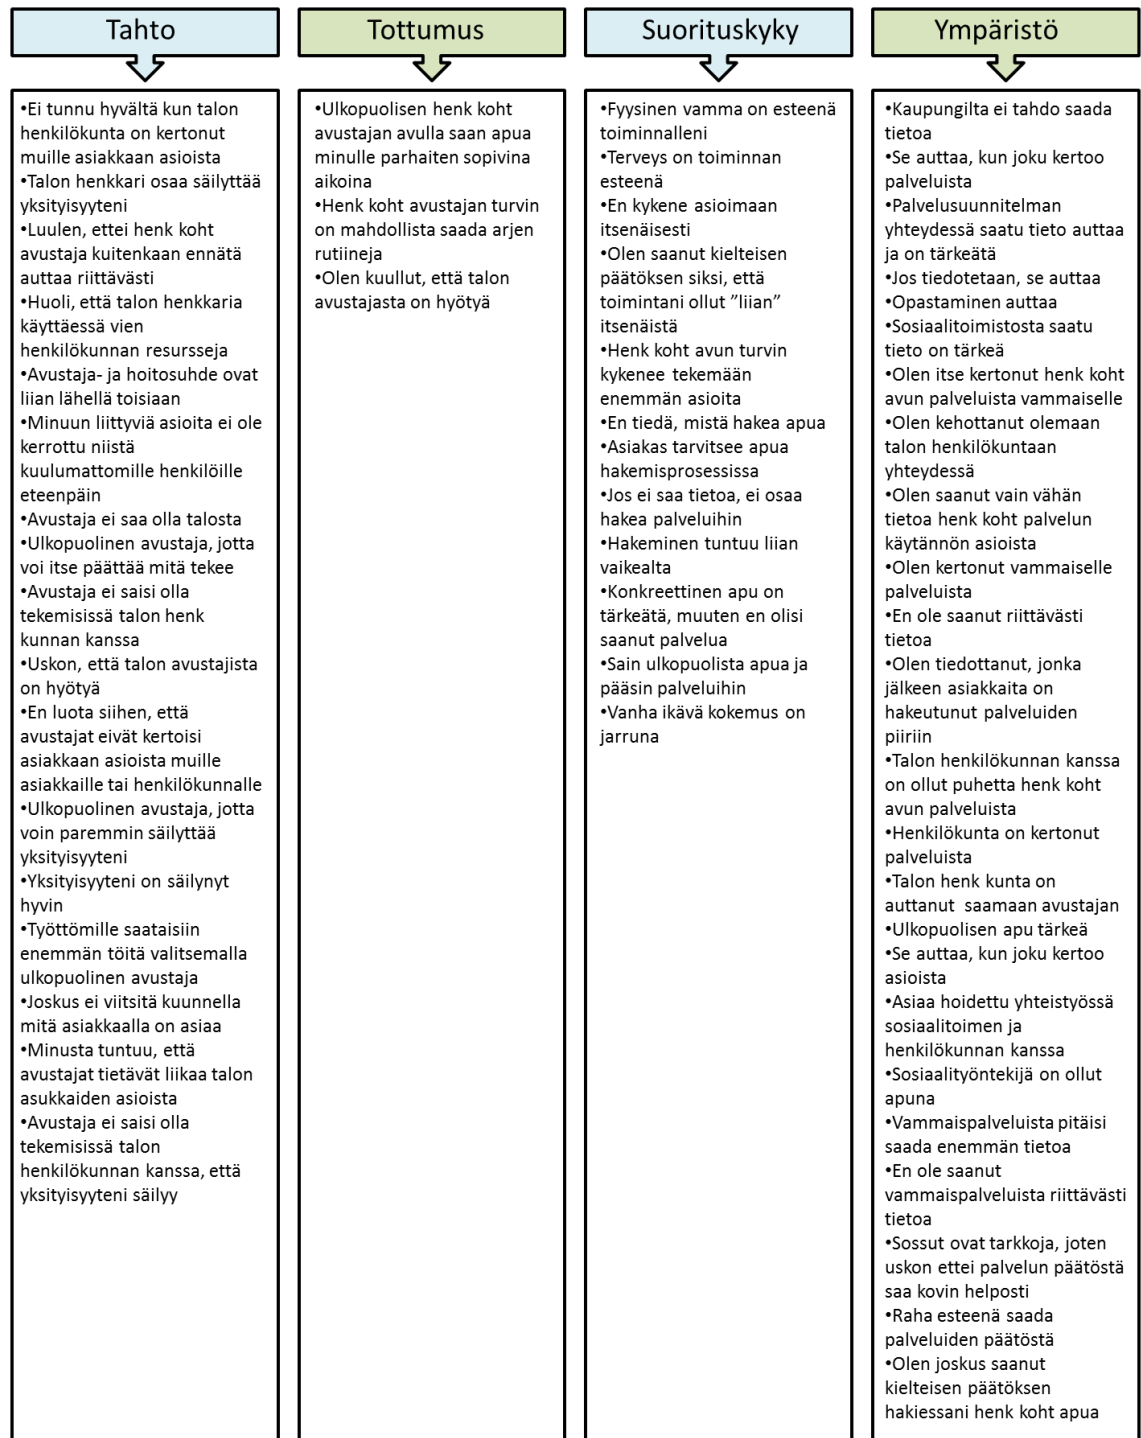 Tahto
•Ei tunnu hyvältä kun talon
henkilökunta on kertonut
muille asiakkaan asioista
•Talon henkkari osaa säilyttää
yksityisyyteni
•Luulen, ettei henk koht
avustaja kuitenkaan ennätä
auttaa riittävästi
•Huoli, että talon henkkaria
käyttäessä vien
henkilökunnan resursseja
•Avustaja- ja hoitosuhde ovat
liian lähellä toisiaan
•Minuun liittyviä asioita ei ole
kerrottu niistä
kuulumattomille henkilöille
eteenpäin
•Avustaja ei saa olla talosta
•Ulkopuolinen avustaja, jotta
voi itse päättää mitä tekee
•Avustaja ei saisi olla
tekemisissä talon henk
kunnan kanssa
•Uskon, että talon avustajista
on hyötyä
•En luota siihen, että
avustajat eivät kertoisi
asiakkaan asioista muille
asiakkaille tai henkilökunnalle
•Ulkopuolinen avustaja, jotta
voin paremmin säilyttää
yksityisyyteni
•Yksityisyyteni on säilynyt
hyvin
•Työttömille saataisiin
enemmän töitä valitsemalla
ulkopuolinen avustaja
•Joskus ei viitsitä kuunnella
mitä asiakkaalla on asiaa
•Minusta tuntuu, että
avustajat tietävät liikaa talon
asukkaiden asioista
•Avustaja ei saisi olla
tekemisissä talon
henkilökunnan kanssa, että
yksityisyyteni säilyy
Tottumus
•Ulkopuolisen henk koht
avustajan avulla saan apua
minulle parhaiten sopivina
aikoina
•Henk koht avustajan turvin
on mahdollista saada arjen
rutiineja
•Olen kuullut, että talon
avustajasta on hyötyä
Suorituskyky
•Fyysinen vamma on esteenä
toiminnalleni
•Terveys on toiminnan
esteenä
•En kykene asioimaan
itsenäisesti
•Olen saanut kielteisen
päätöksen siksi, että
toimintani ollut ”liian”
itsenäistä
•Henk koht avun turvin
kykenee tekemään
enemmän asioita
•En tiedä, mistä hakea apua
•Asiakas tarvitsee apua
hakemisprosessissa
•Jos ei saa tietoa, ei osaa
hakea palveluihin
•Hakeminen tuntuu liian
vaikealta
•Konkreettinen apu on
tärkeätä, muuten en olisi
saanut palvelua
•Sain ulkopuolista apua ja
pääsin palveluihin
•Vanha ikävä kokemus on
jarruna
Ympäristö
•Kaupungilta ei tahdo saada
tietoa
•Se auttaa, kun joku kertoo
palveluista
•Palvelusuunnitelman
yhteydessä saatu tieto auttaa
ja on tärkeätä
•Jos tiedotetaan, se auttaa
•Opastaminen auttaa
•Sosiaalitoimistosta saatu
tieto on tärkeä
•Olen itse kertonut henk koht
avun palveluista vammaiselle
•Olen kehottanut olemaan
talon henkilökuntaan
yhteydessä
•Olen saanut vain vähän
tietoa henk koht palvelun
käytännön asioista
•Olen kertonut vammaiselle
palveluista
•En ole saanut riittävästi
tietoa
•Olen tiedottanut, jonka
jälkeen asiakkaita on
hakeutunut palveluiden
piiriin
•Talon henkilökunnan kanssa
on ollut puhetta henk koht
avun palveluista
•Henkilökunta on kertonut
palveluista
•Talon henk kunta on
auttanut  saamaan avustajan
•Ulkopuolisen apu tärkeä
•Se auttaa, kun joku kertoo
asioista
•Asiaa hoidettu yhteistyössä
sosiaalitoimen ja
henkilökunnan kanssa
•Sosiaalityöntekijä on ollut
apuna
•Vammaispalveluista pitäisi
saada enemmän tietoa
•En ole saanut
vammaispalveluista riittävästi
tietoa
•Sossut ovat tarkkoja, joten
uskon ettei palvelun päätöstä
saa kovin helposti
•Raha esteenä saada
palveluiden päätöstä
•Olen joskus saanut
kielteisen päätöksen
hakiessani henk koht apua